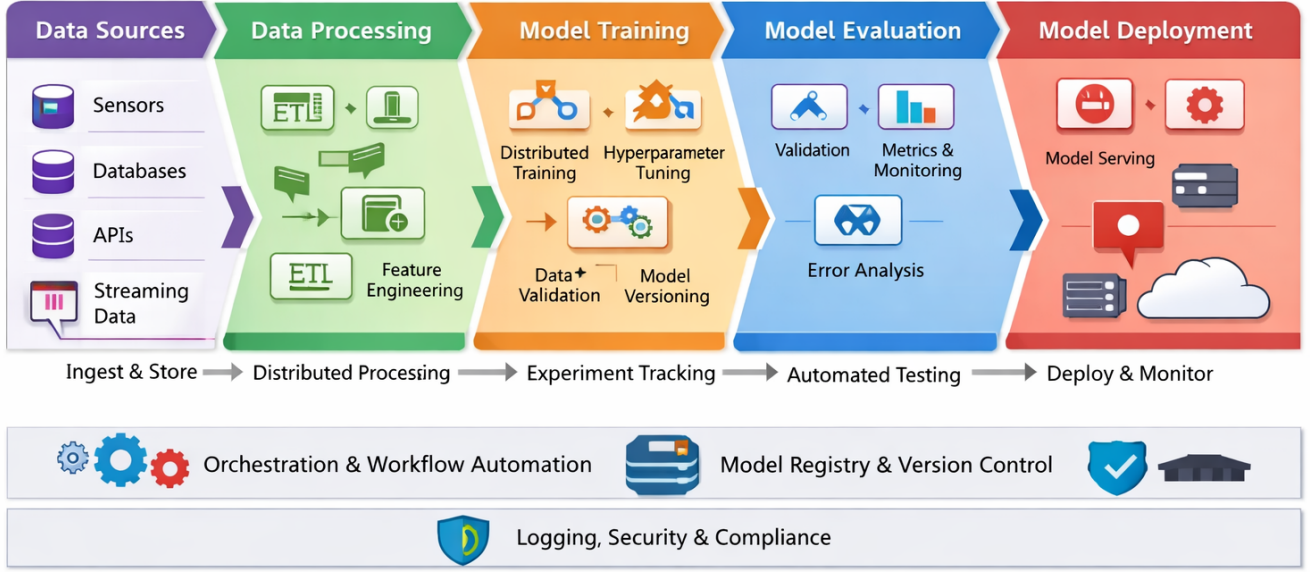 Data Sources
Data Processing
Model Training
Model Evaluation
Model Deployment
Sensors
Databases
APIs
Streaming
Data
ETL
ETL
Feature
Engineering
Distributed
Training
Hyperparameter
Tuning
Data
Validation
Model
Versioning
Validation
Metrics &
Monitoring
Error Analysis
Model Serving
Ingest & Store
Distributed Processing
Experiment Tracking
Automated Testing
Deploy & Monitor
Orchestration & Workflow Automation
Model Registry & Version Control
Logging, Security & Compliance